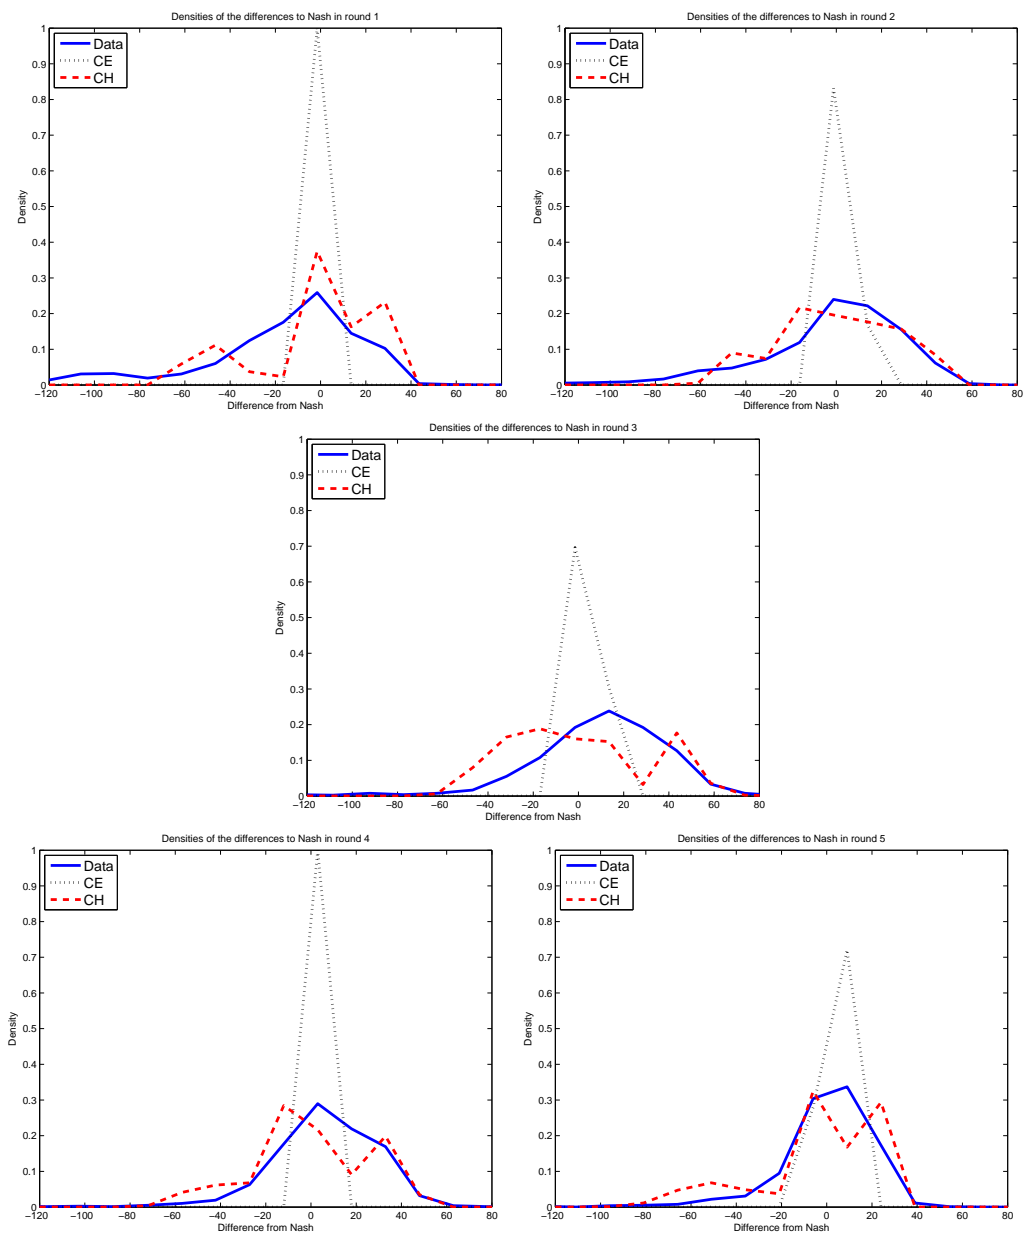 Densities of the differences to Nash in round 1
1
0.9
0.8
0.7
0.6
0.5
0.4
0.3
0.2
0.1
0
Density
Data
CE
CH
−120 −100 −80 −60 −40 −20 0 20 40 60 80
Difference from Nash
Densities of the differences to Nash in round 2
1
0.9
0.8
0.7
0.6
0.5
0.4
0.3
0.2
0.1
0
Density
Data
CE
CH
−120 −100 −80 −60 −40 −20 0 20 40 60 80
Difference from Nash
Densities of the differences to Nash in round 3
1
0.9
0.8
0.7
0.6
0.5
0.4
0.3
0.2
0.1
0
Density
Data
CE
CH
−120 −100 −80 −60 −40 −20 0 20 40 60 80
Difference from Nash
Densities of the differences to Nash in round 4
1
0.9
0.8
0.7
0.6
0.5
0.4
0.3
0.2
0.1
0
Density
Data
CE
CH
−120 −100 −80 −60 −40 −20 0 20 40 60 80
Difference from Nash
Densities of the differences to Nash in round 5
1
0.9
0.8
0.7
0.6
0.5
0.4
0.3
0.2
0.1
0
Density
Data
CE
CH
−120 −100 −80 −60 −40 −20 0 20 40 60 80
Difference from Nash